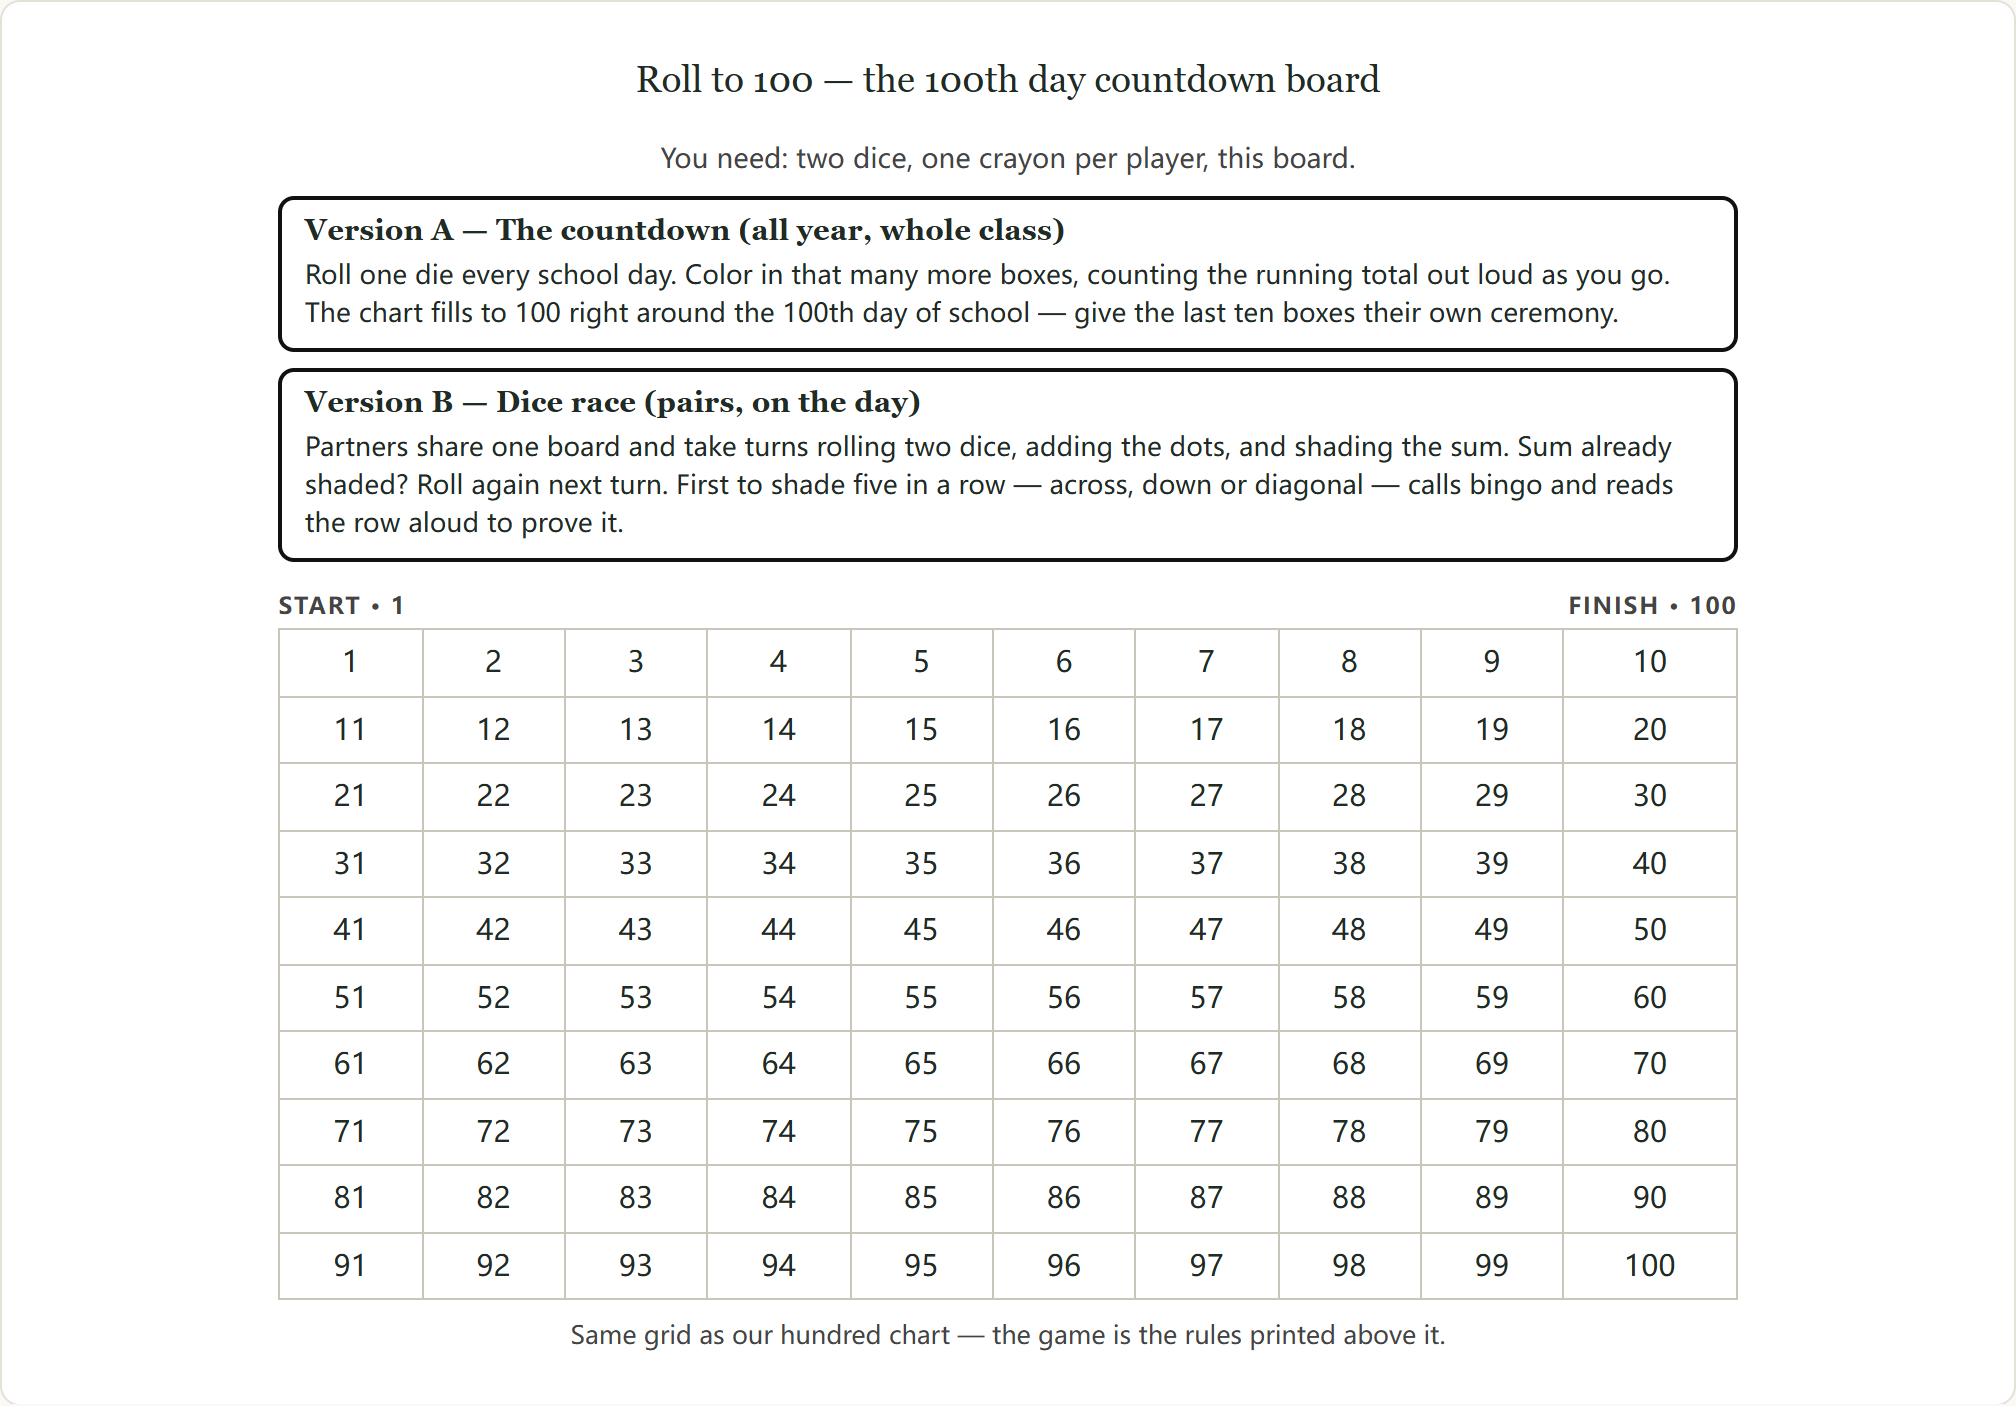 Roll to 100 — the 100th day countdown board
You need: two dice, one crayon per player, this board.
Version A — The countdown (all year, whole class)
Roll one die every school day. Color in that many more boxes, counting the running total out loud as you go.
The chart fills to 100 right around the 100th day of school — give the last ten boxes their own ceremony.
Version B — Dice race (pairs, on the day)
Partners share one board and take turns rolling two dice, adding the dots, and shading the sum. Sum already
shaded? Roll again next turn. First to shade five in a row — across, down or diagonal — calls bingo and reads
the row aloud to prove it.
START • 1 FINISH • 100
1 2 3 4 5 6 7 8 9 10
11 12 13 14 15 16 17 18 19 20
21 22 23 24 25 26 27 28 29 30
31 32 33 34 35 36 37 38 39 40
41 42 43 44 45 46 47 48 49 50
51 52 53 54 55 56 57 58 59 60
61 62 63 64 65 66 67 68 69 70
71 72 73 74 75 76 77 78 79 80
81 82 83 84 85 86 87 88 89 90
91 92 93 94 95 96 97 98 99 100
Same grid as our hundred chart — the game is the rules printed above it.